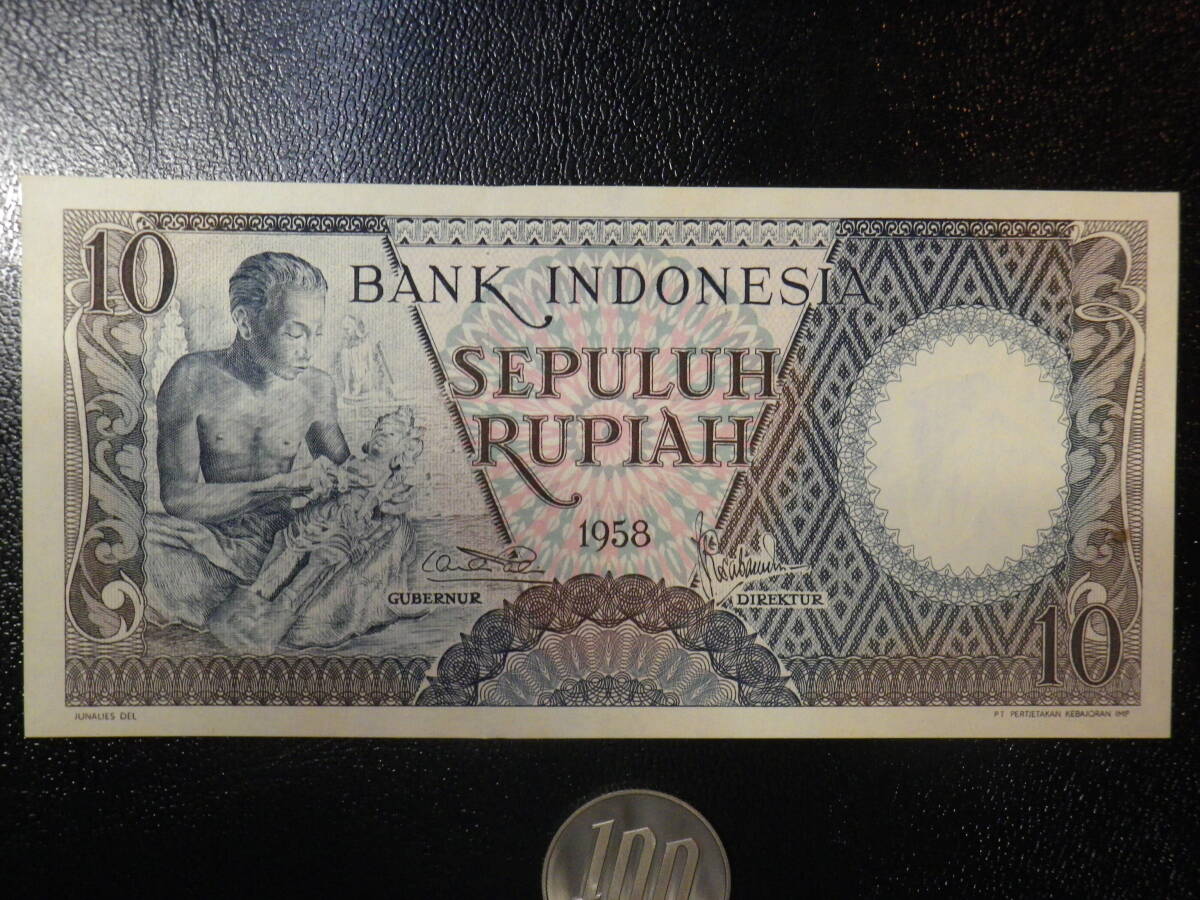 10
BANK INDONESIA
SEPULUH
RUPIAH
1958
GUBERNUR
DIREKTUR
10
JUNALIES DEL
PT PERTJETAKAN KEBAJORAN IMP
100